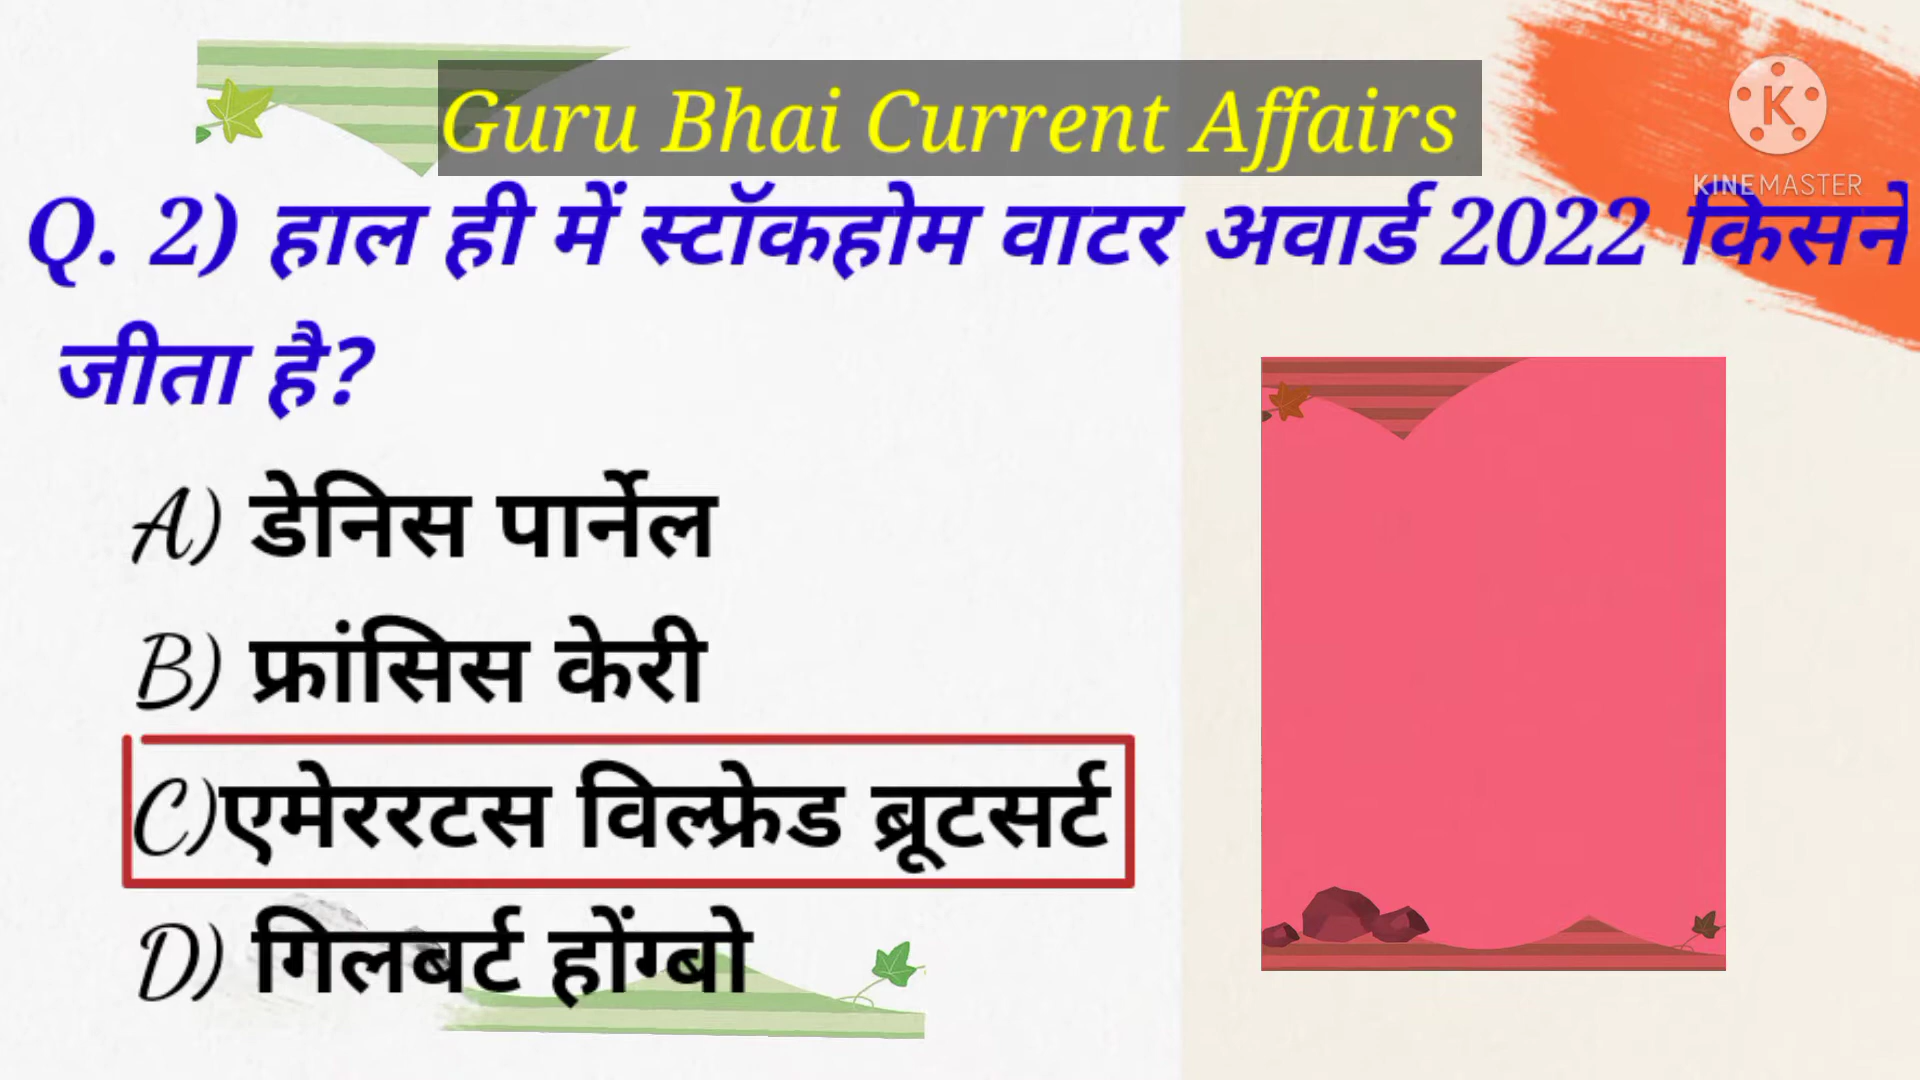 Guru Bhai Current Affairs
KINEMASTER
Q. 2) हाल ही में स्टॉकहोम वाटर अवार्ड 2022 किसने
जीता है?
A) डेनिस पार्नेल
B) फ्रांसिस केरी
C)एमेररटस विल्फ्रेड ब्रूटसर्ट
D) गिलबर्ट होंग्बो